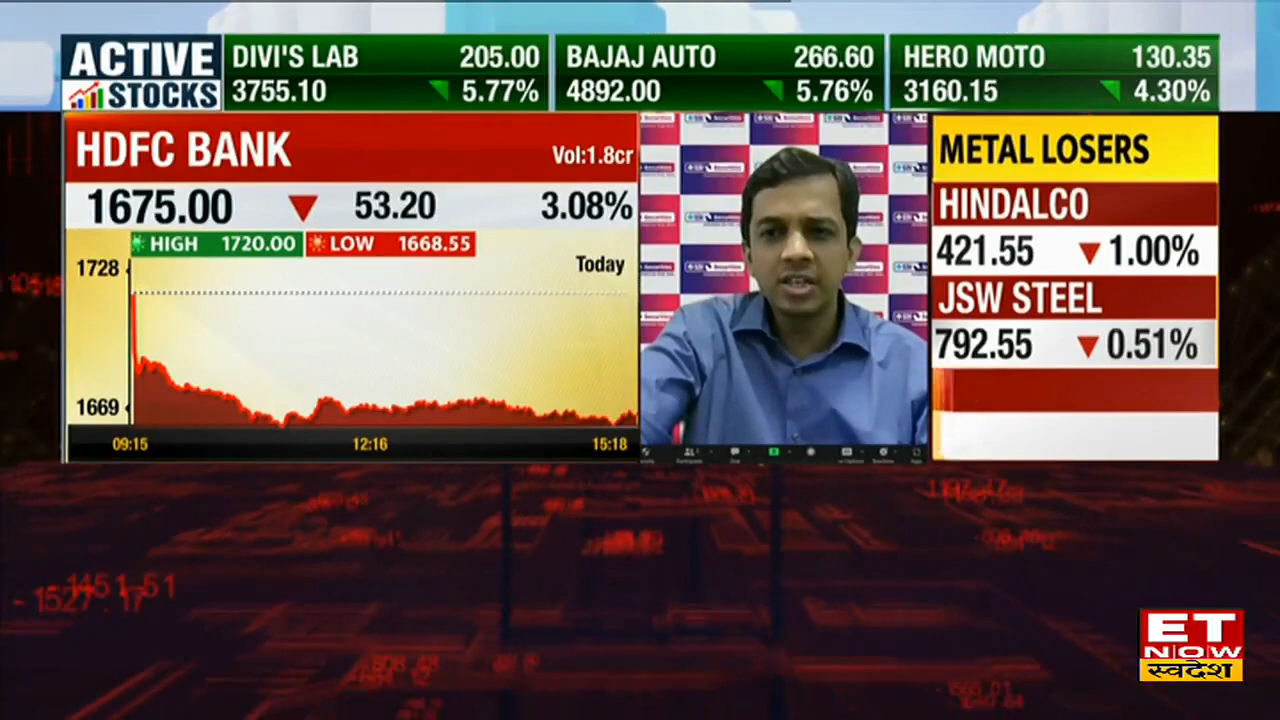 ACTIVE
STOCKS
DIVI'S LAB 205.00
3755.10 5.77%
BAJAJ AUTO 266.60
4892.00 5.76%
HERO MOTO 130.35
3160.15 4.30%
HDFC BANK Vol:1.8cr
1675.00 53.20 3.08%
HIGH 1720.00 LOW 1668.55
Today
1728
1669
09:15 12:16 15:18
METAL LOSERS
HINDALCO
421.55 1.00%
JSW STEEL
792.55 0.51%
ET
NOW
स्वदेश